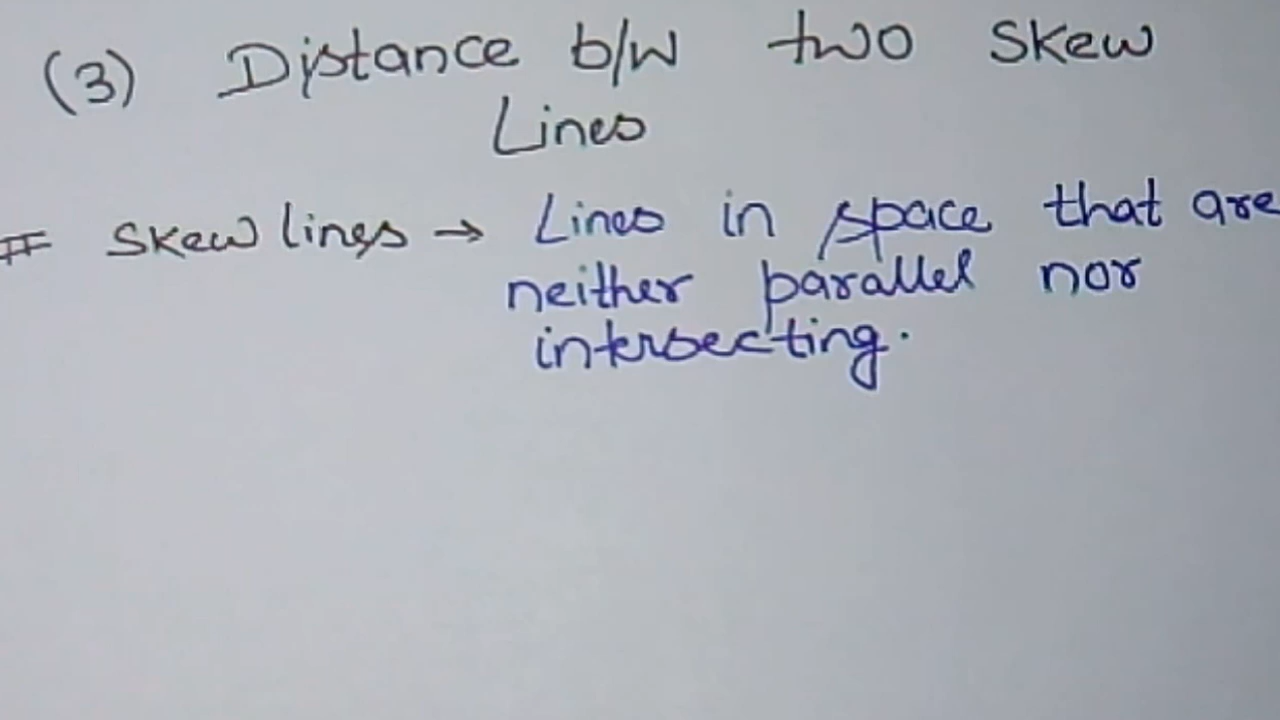 (3) Distance b/w two skew
Lines
# skew lines → Lines in space that are
neither parallel nor
intersecting.